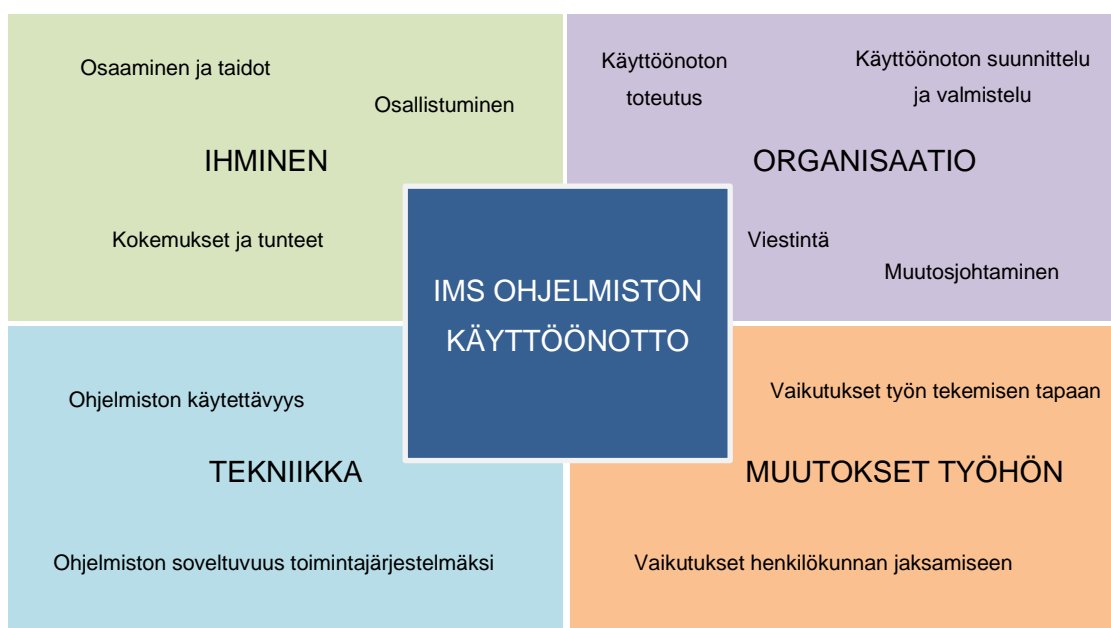 Osaaminen ja taidot
Osallistuminen
IHMINEN
Kokemukset ja tunteet
Käyttöönoton
toteutus
Käyttöönoton suunnittelu
ja valmistelu
ORGANISAATIO
Viestintä
Muutosjohtaminen
IMS OHJELMISTON
KÄYTTÖÖNOTTO
Ohjelmiston käytettävyys
TEKNIIKKA
Ohjelmiston soveltuvuus toimintajärjestelmäksi
Vaikutukset työn tekemisen tapaan
MUUTOKSET TYÖHÖN
Vaikutukset henkilökunnan jaksamiseen